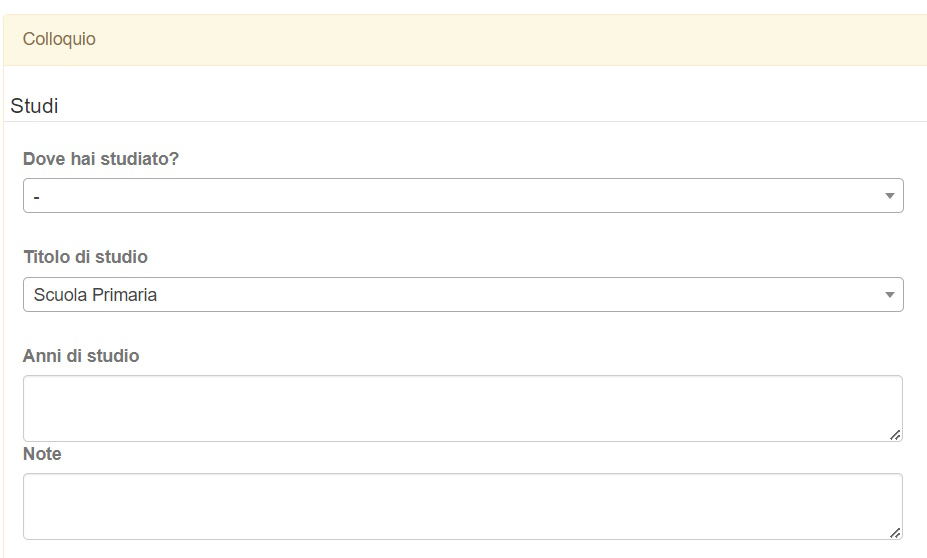 Colloquio
Studi
Dove hai studiato?
-
Titolo di studio
Scuola Primaria
Anni di studio
Note